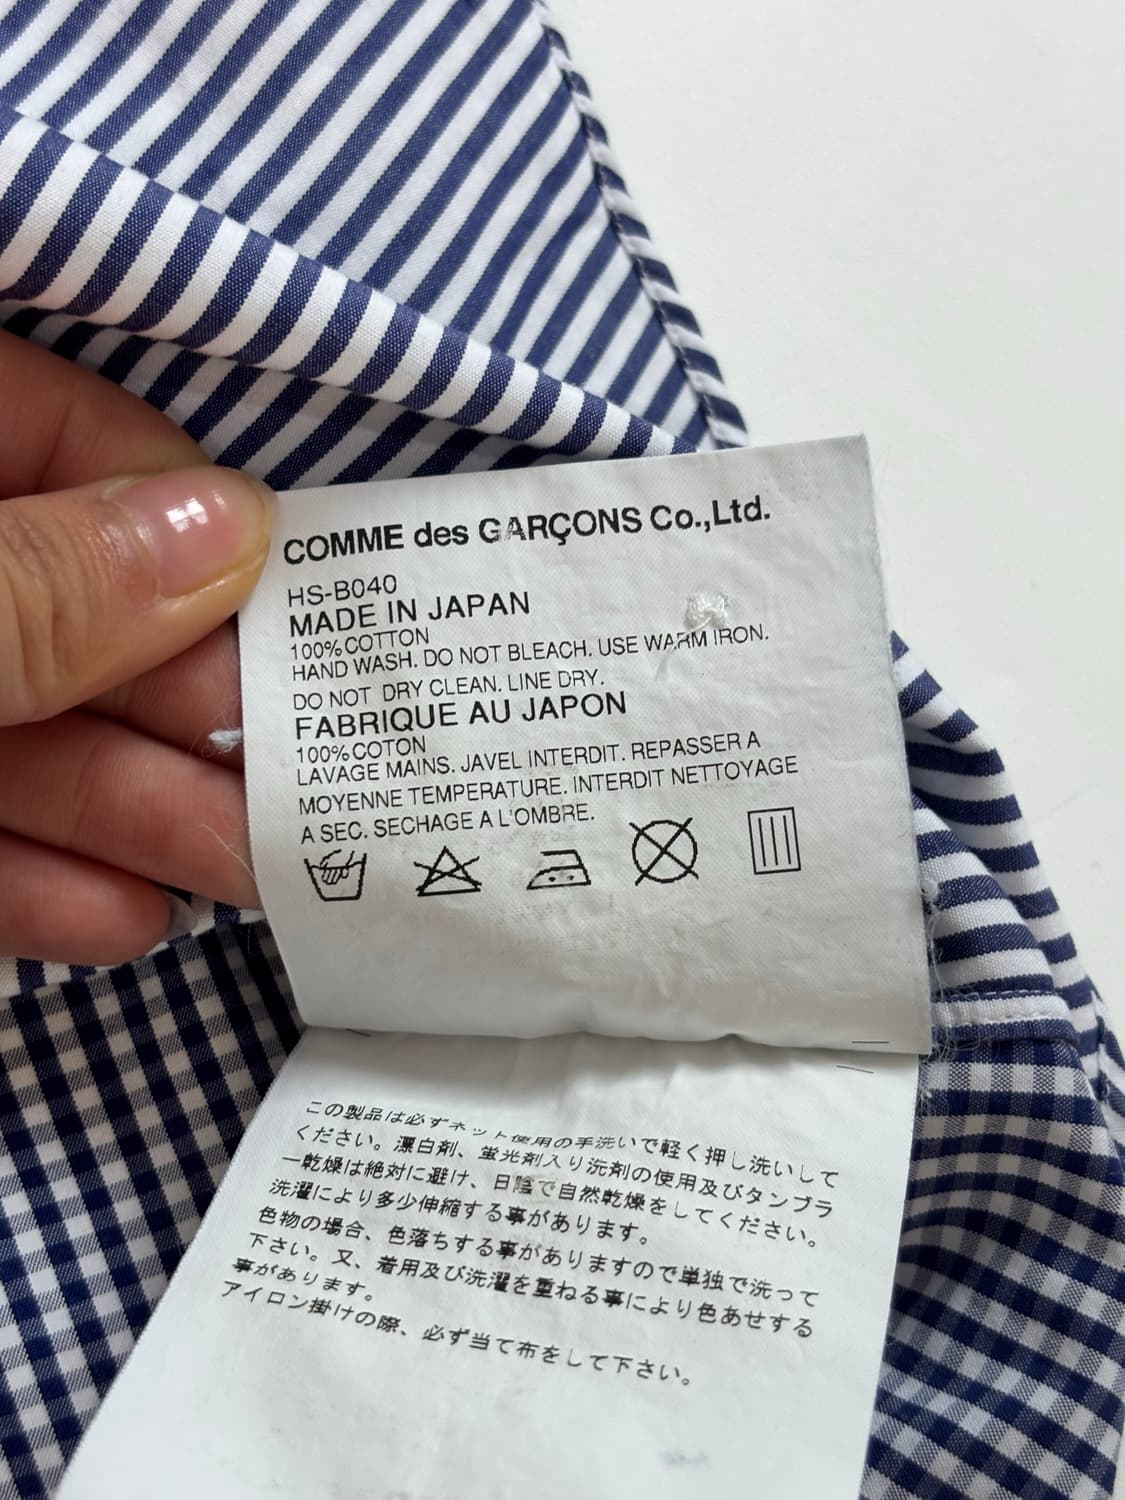 COMME des GARÇONS Co.,Ltd.
HS-B040
MADE IN JAPAN
100%COTTON
HAND WASH. DO NOT BLEACH. USE WARM IRON.
DO NOT DRY CLEAN. LINE DRY.
FABRIQUE AU JAPON
100%COTON
LAVAGE MAINS. JAVEL INTERDIT. REPASSER A
MOYENNE TEMPERATURE. INTERDIT NETTOYAGE
A SEC. SECHAGE A L'OMBRE.
この製品は必ずネット使用の手洗いで軽く押し洗いして
ください。漂白剤、蛍光剤入り洗剤の使用及びタンブラ
ー乾燥は絶対に避け、日陰で自然乾燥をしてください。
洗濯により多少伸縮する事があります。
色物の場合、色落ちする事がありますので単独で洗って
下さい。又、着用及び洗濯を重ねる事により色あせする
事があります。
アイロン掛けの際、必ず当て布をして下さい。